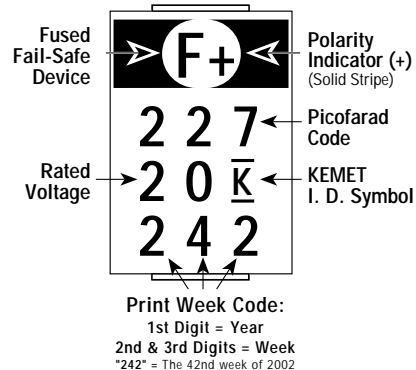 Fused
Fail-Safe
Device
F+
Polarity
Indicator (+)
(Solid Stripe)
2 2 7
Picofarad
Code
Rated
Voltage
2 0 K
KEMET
I. D. Symbol
2 4 2
Print Week Code:
1st Digit = Year
2nd & 3rd Digits = Week
"242" = The 42nd week of 2002